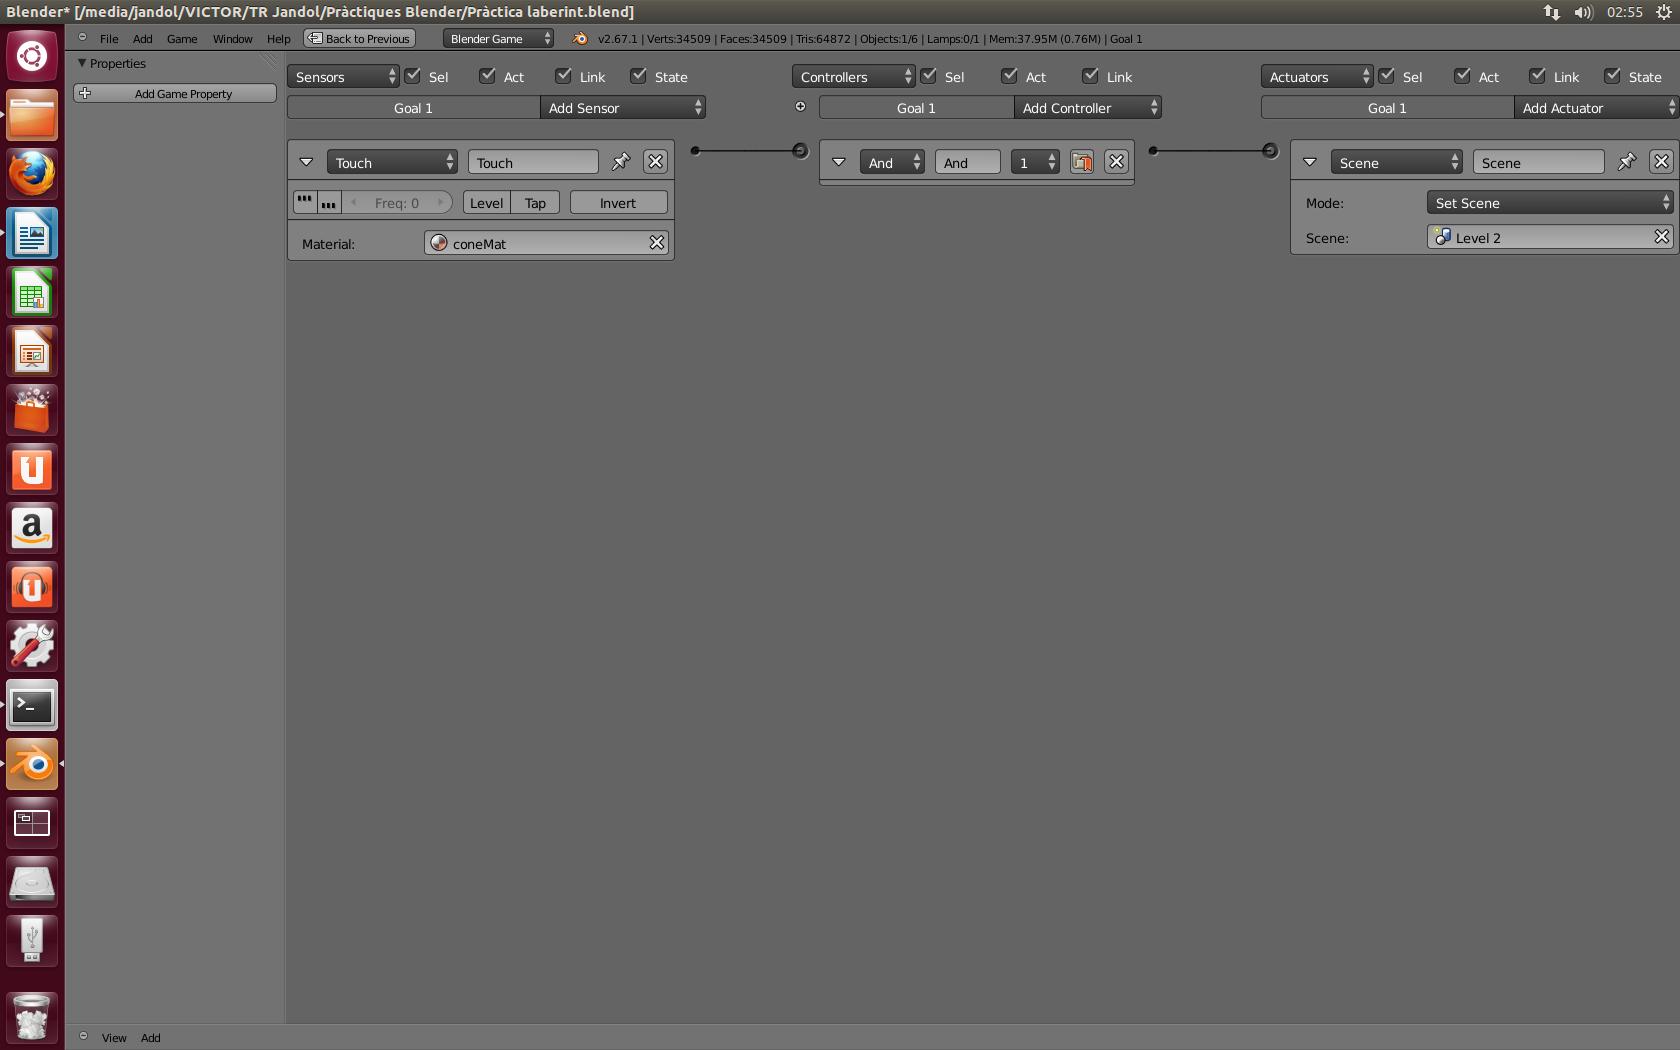 Blender* [/media/jandol/VICTOR/TR Jandol/Pràctiques Blender/Pràctica laberint.blend] 02:55
File Add Game Window Help Back to Previous Blender Game v2.67.1 | Verts:34509 | Faces:34509 | Tris:64872 | Objects:1/6 | Lamps:0/1 | Mem:37.95M (0.76M) | Goal 1
Properties
Add Game Property
Sensors Sel Act Link State Controllers Sel Act Link Actuators Sel Act Link State
Goal 1 Add Sensor Goal 1 Add Controller Goal 1 Add Actuator
Touch Touch And And 1 Scene Scene
Freq: 0 Level Tap Invert Mode: Set Scene
Material: coneMat Scene: Level 2
View Add